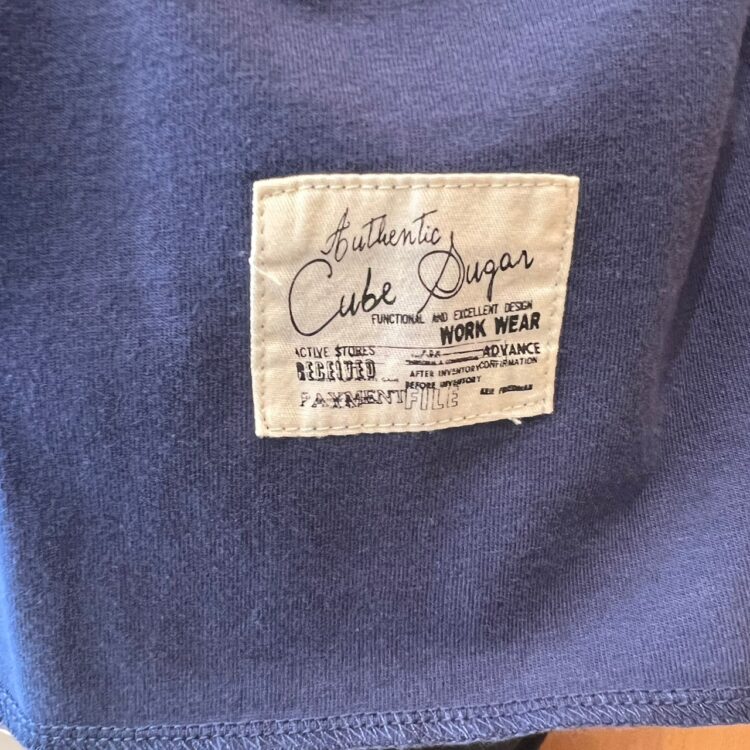 Authentic
Cube Sugar
FUNCTIONAL AND EXCELLENT DESIGN
WORK WEAR
ACTIVE STORES ADVANCE
RECEIVED AFTER INVENTORY CONFIRMATION
BEFORE INVENTORY
PAYMENT FILE